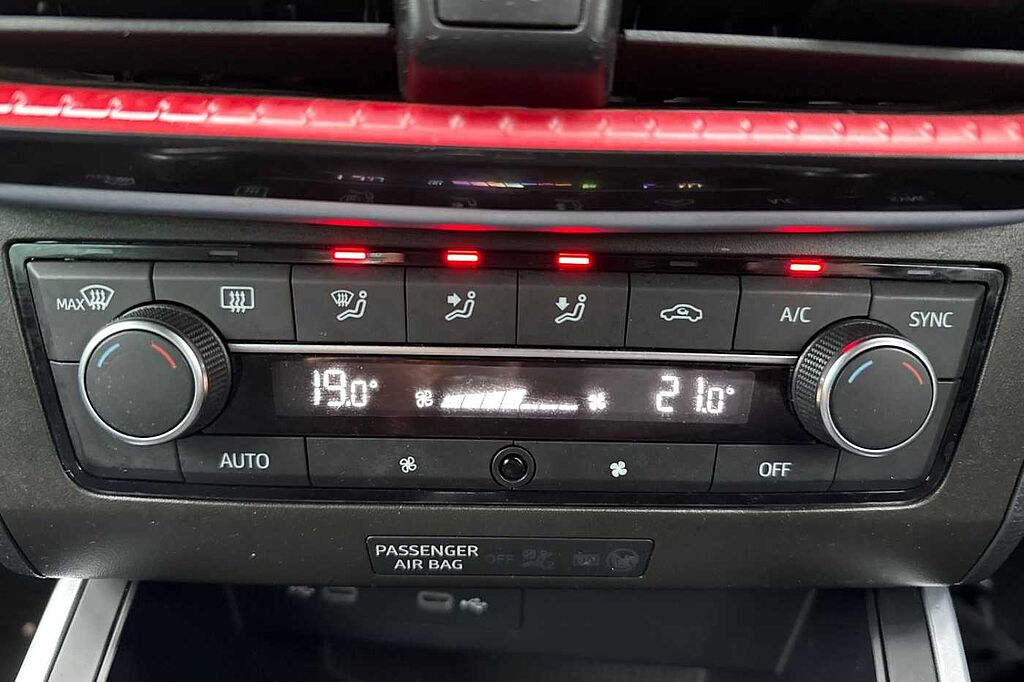 MAX
A/C
SYNC
19.0°
21.0°
AUTO
OFF
PASSENGER
AIR BAG
OFF